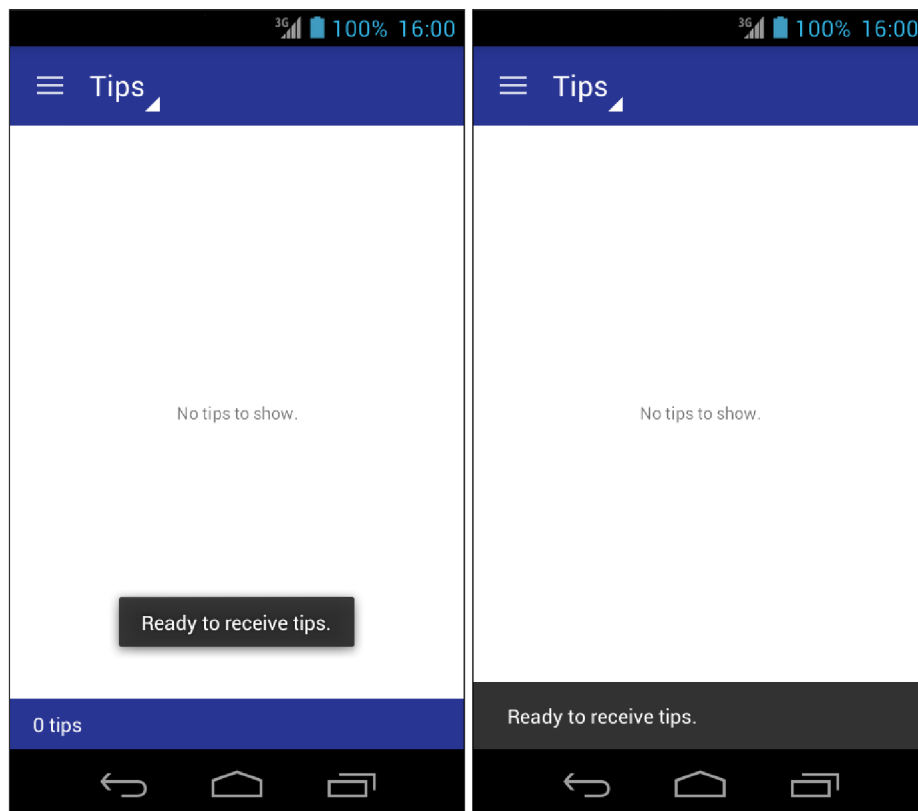 3G 100% 16:00
Tips
No tips to show.
Ready to receive tips.
0 tips
3G 100% 16:00
Tips
No tips to show.
Ready to receive tips.